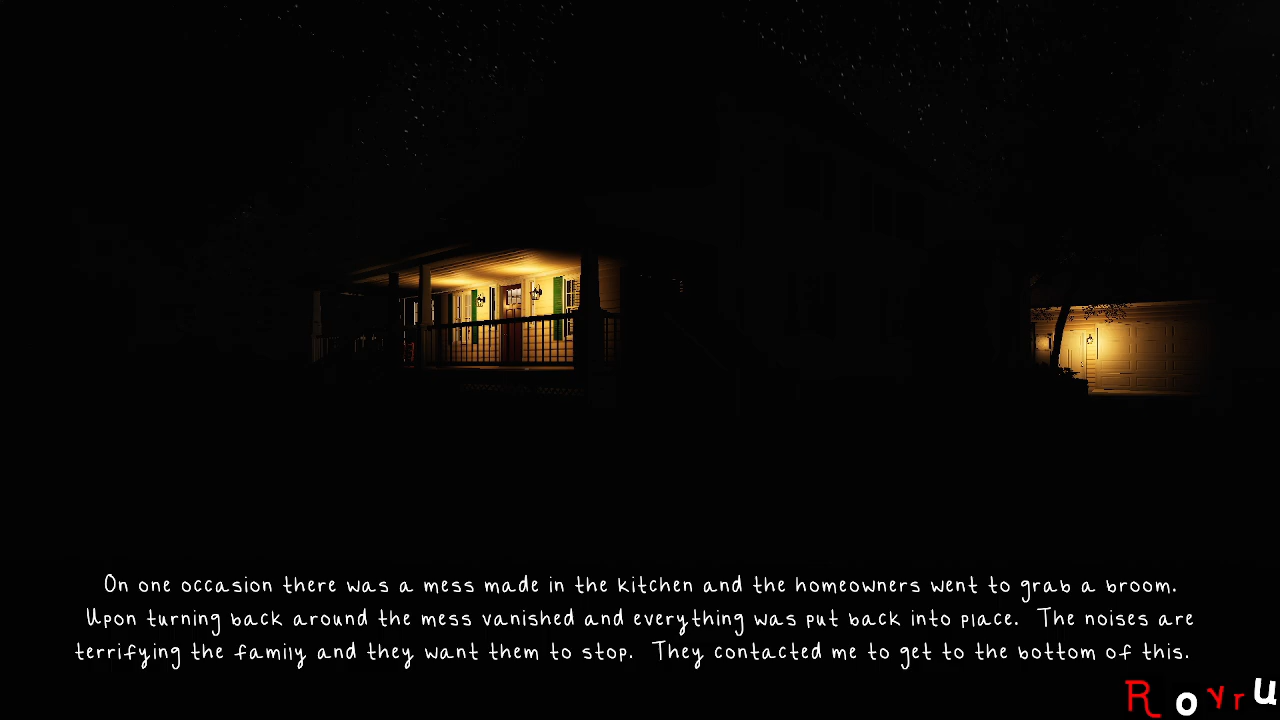 On one occasion there was a mess made in the kitchen and the homeowners went to grab a broom.
Upon turning back around the mess vanished and everything was put back into place.  The noises are
terrifying the family and they want them to stop.  They contacted me to get to the bottom of this.
Royru